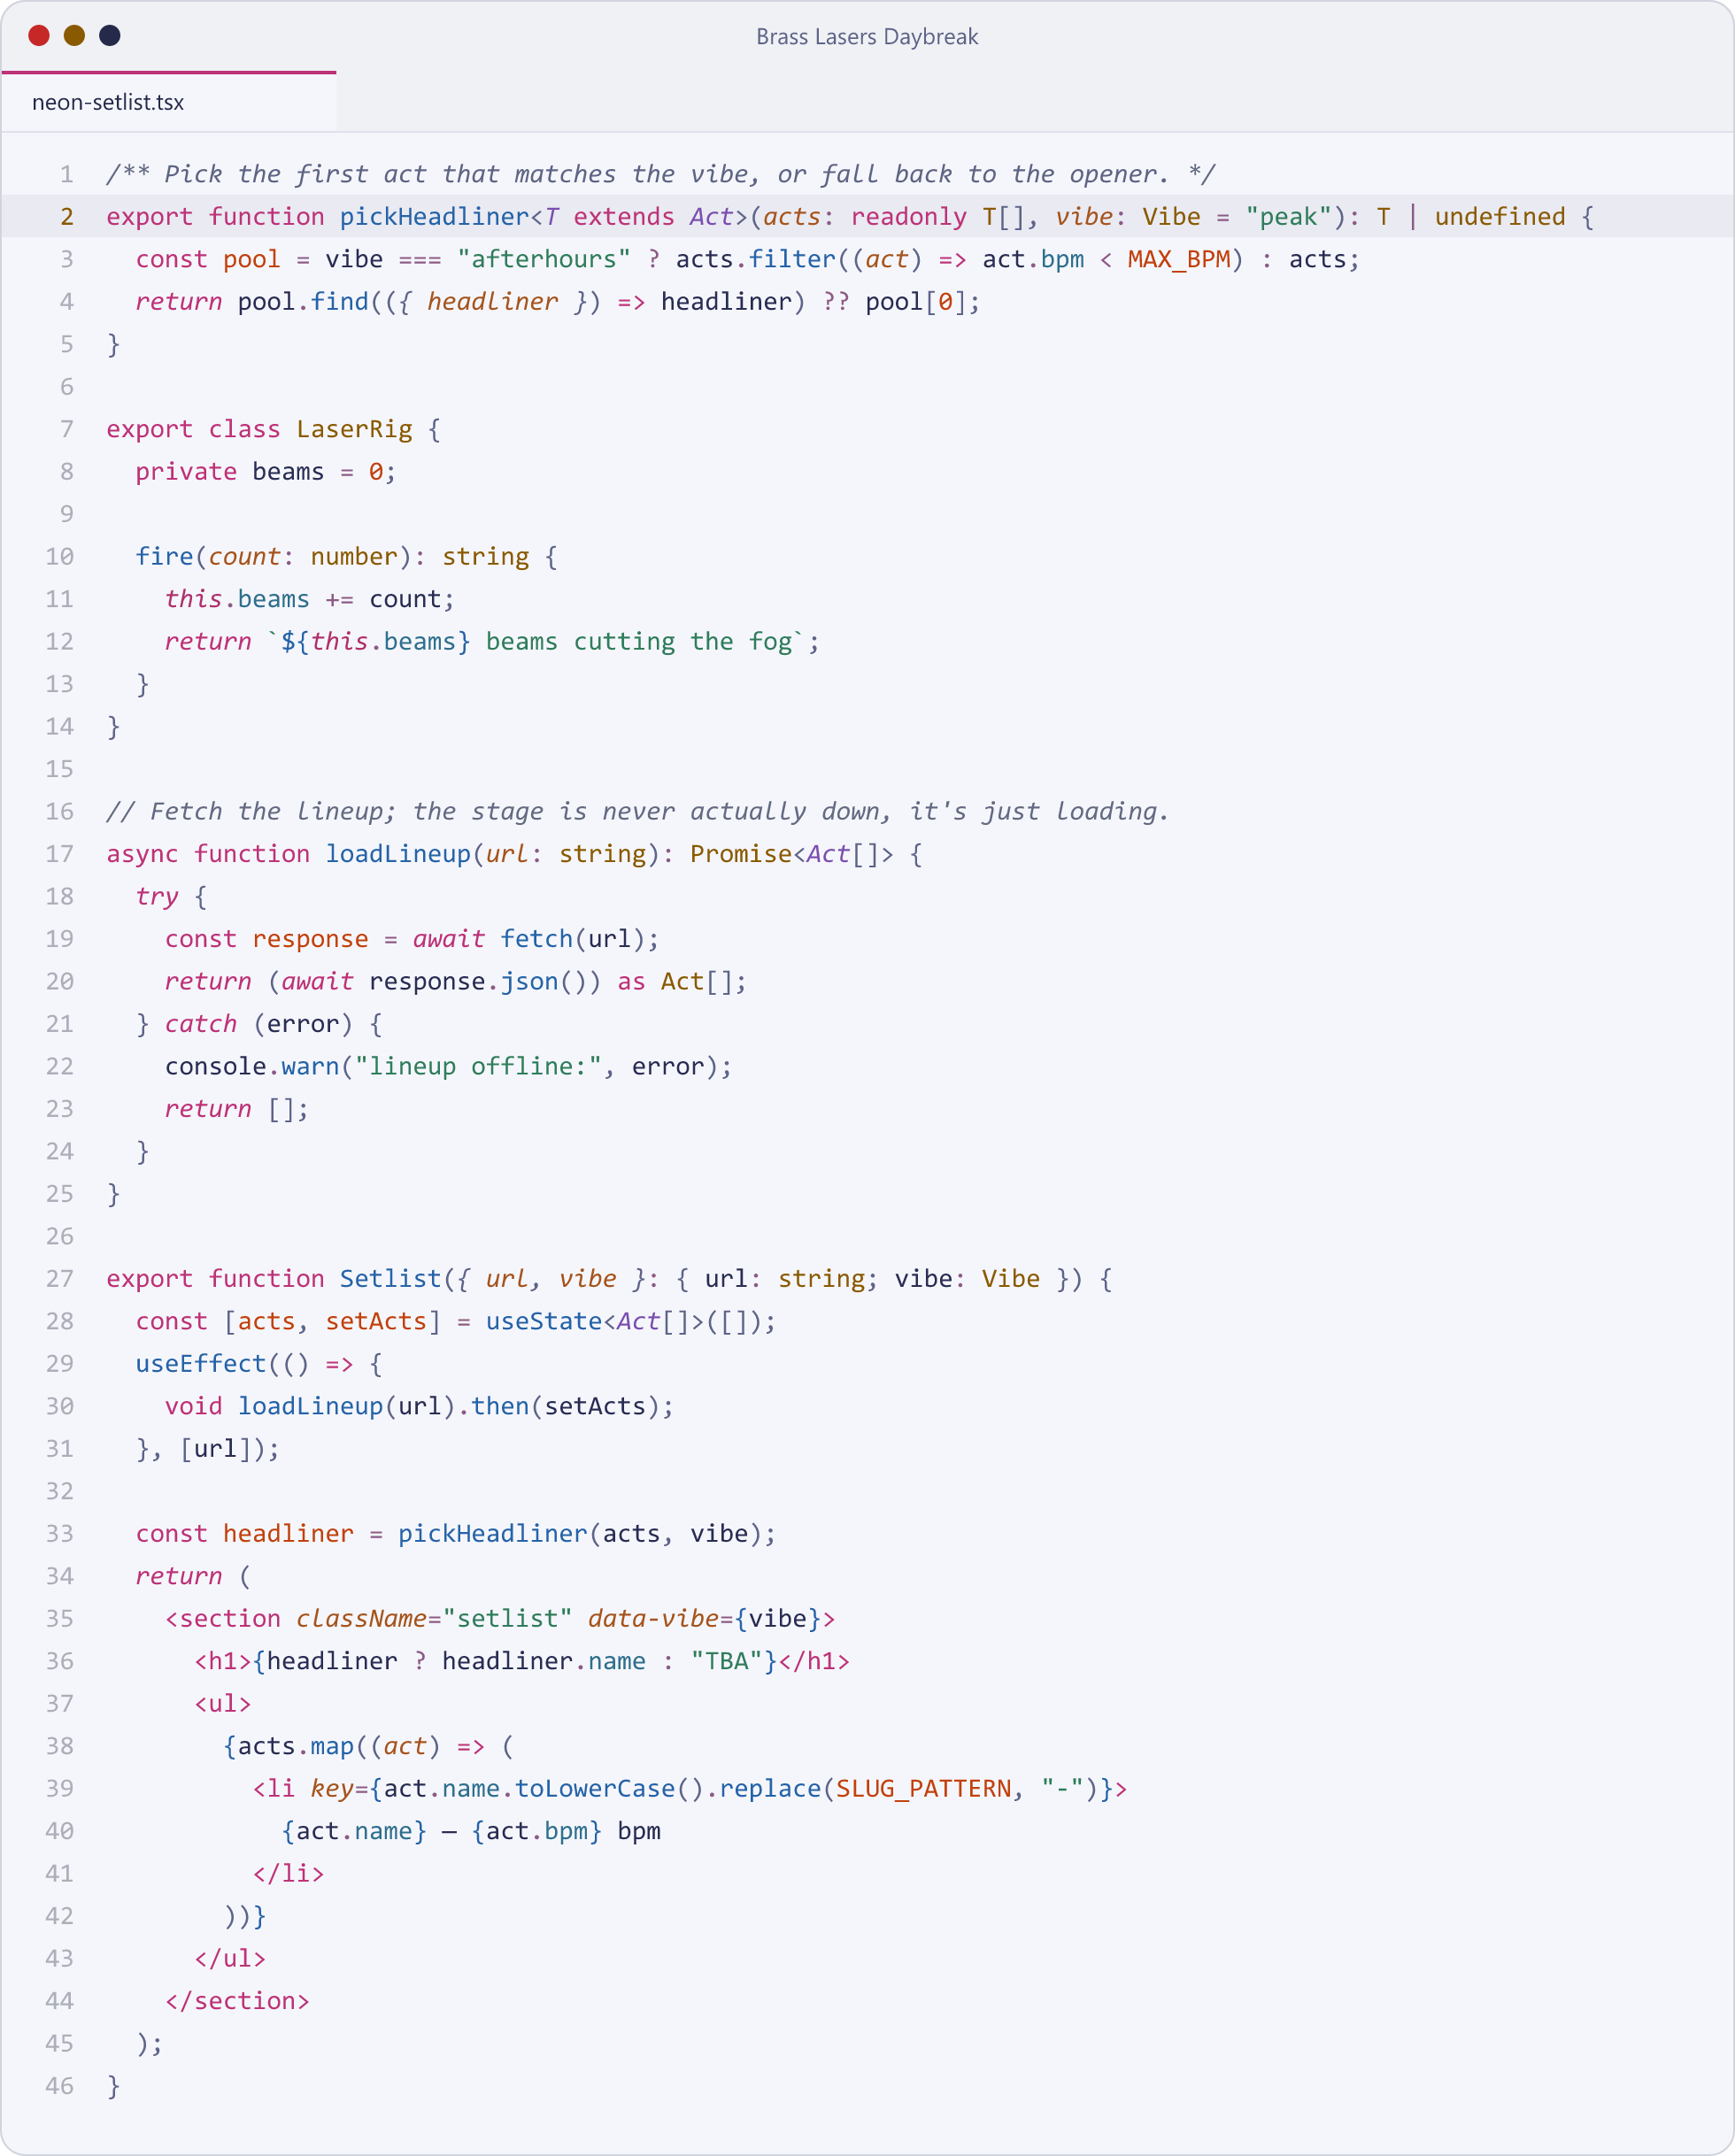 Brass Lasers Daybreak
neon-setlist.tsx
1 /** Pick the first act that matches the vibe, or fall back to the opener. */
2 export function pickHeadliner<T extends Act>(acts: readonly T[], vibe: Vibe = "peak"): T | undefined {
3   const pool = vibe === "afterhours" ? acts.filter((act) => act.bpm < MAX_BPM) : acts;
4   return pool.find(({ headliner }) => headliner) ?? pool[0];
5 }
6
7 export class LaserRig {
8   private beams = 0;
9
10   fire(count: number): string {
11     this.beams += count;
12     return `${this.beams} beams cutting the fog`;
13   }
14 }
15
16 // Fetch the lineup; the stage is never actually down, it's just loading.
17 async function loadLineup(url: string): Promise<Act[]> {
18   try {
19     const response = await fetch(url);
20     return (await response.json()) as Act[];
21   } catch (error) {
22     console.warn("lineup offline:", error);
23     return [];
24   }
25 }
26
27 export function Setlist({ url, vibe }: { url: string; vibe: Vibe }) {
28   const [acts, setActs] = useState<Act[]>([]);
29   useEffect(() => {
30     void loadLineup(url).then(setActs);
31   }, [url]);
32
33   const headliner = pickHeadliner(acts, vibe);
34   return (
35     <section className="setlist" data-vibe={vibe}>
36       <h1>{headliner ? headliner.name : "TBA"}</h1>
37       <ul>
38         {acts.map((act) => (
39           <li key={act.name.toLowerCase().replace(SLUG_PATTERN, "-")}>
40             {act.name} — {act.bpm} bpm
41           </li>
42         ))}
43       </ul>
44     </section>
45   );
46 }